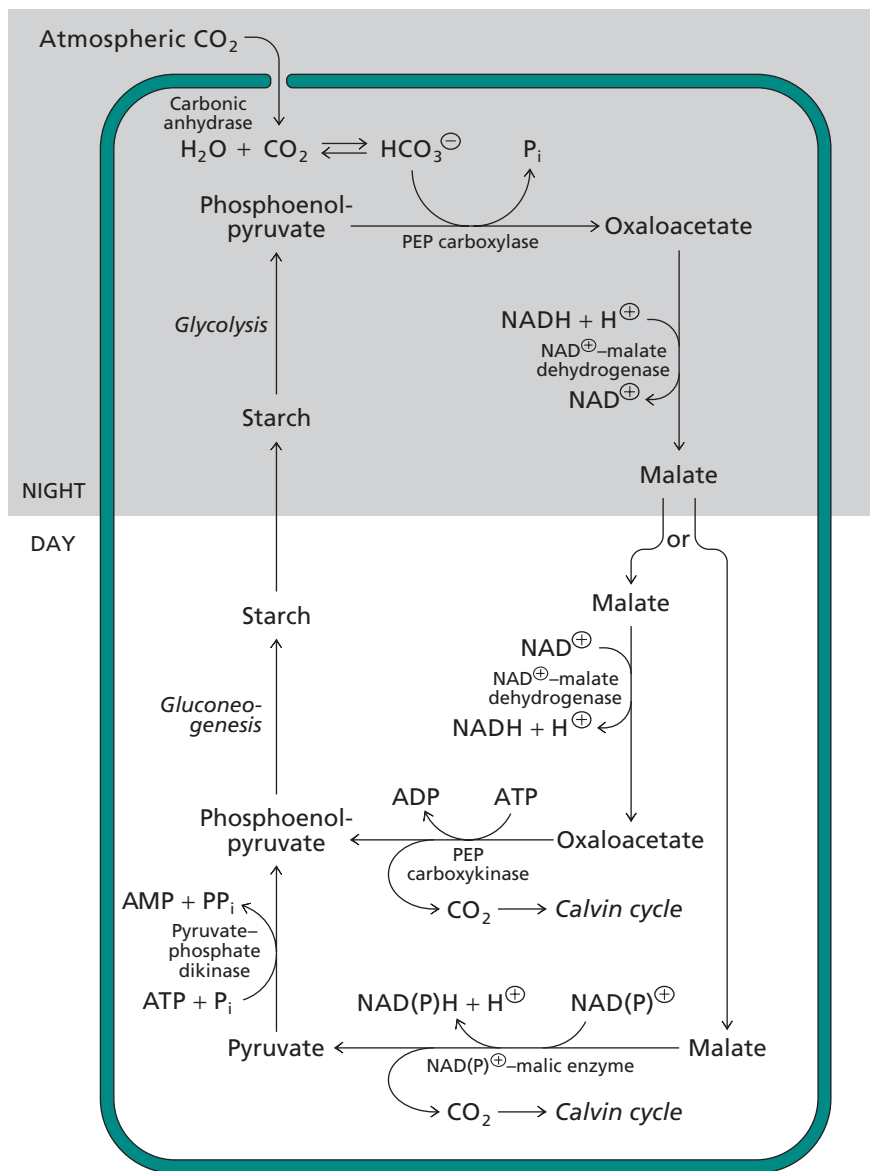 Atmospheric CO₂
Carbonic
anhydrase
H₂O + CO₂ ⇌ HCO₃⊖
Pᵢ
Phosphoenol-
pyruvate
PEP carboxylase
Oxaloacetate
Glycolysis
NADH + H⊕
NAD⊕–malate
dehydrogenase
NAD⊕
Starch
Malate
NIGHT
DAY
or
Starch
Malate
NAD⊕
NAD⊕–malate
dehydrogenase
NADH + H⊕
Gluconeo-
genesis
ADP
ATP
Phosphoenol-
pyruvate
Oxaloacetate
PEP
carboxykinase
CO₂ → Calvin cycle
AMP + PPᵢ
Pyruvate–
phosphate
dikinase
ATP + Pᵢ
NAD(P)H + H⊕
NAD(P)⊕
Pyruvate
Malate
NAD(P)⊕–malic enzyme
CO₂ → Calvin cycle